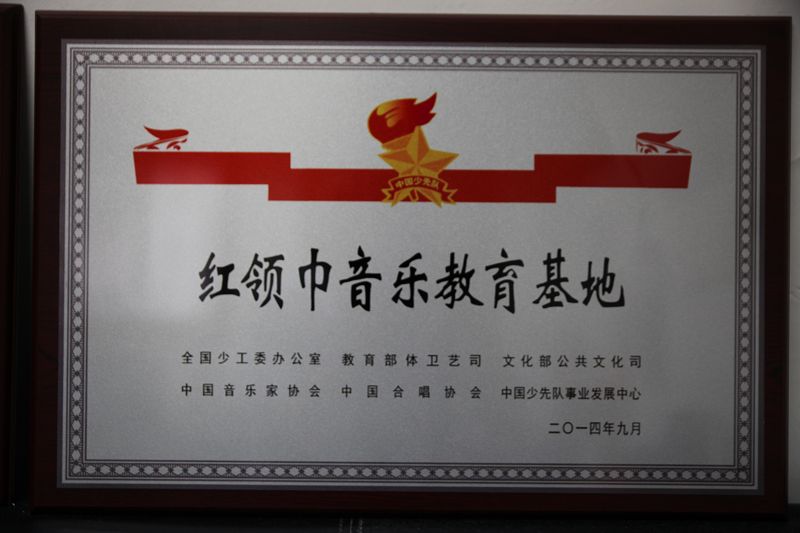 中国少先队
红领巾音乐教育基地
全国少工委办公室 教育部体卫艺司 文化部公共文化司
中国音乐家协会 中国合唱协会 中国少先队事业发展中心
二〇一四年九月